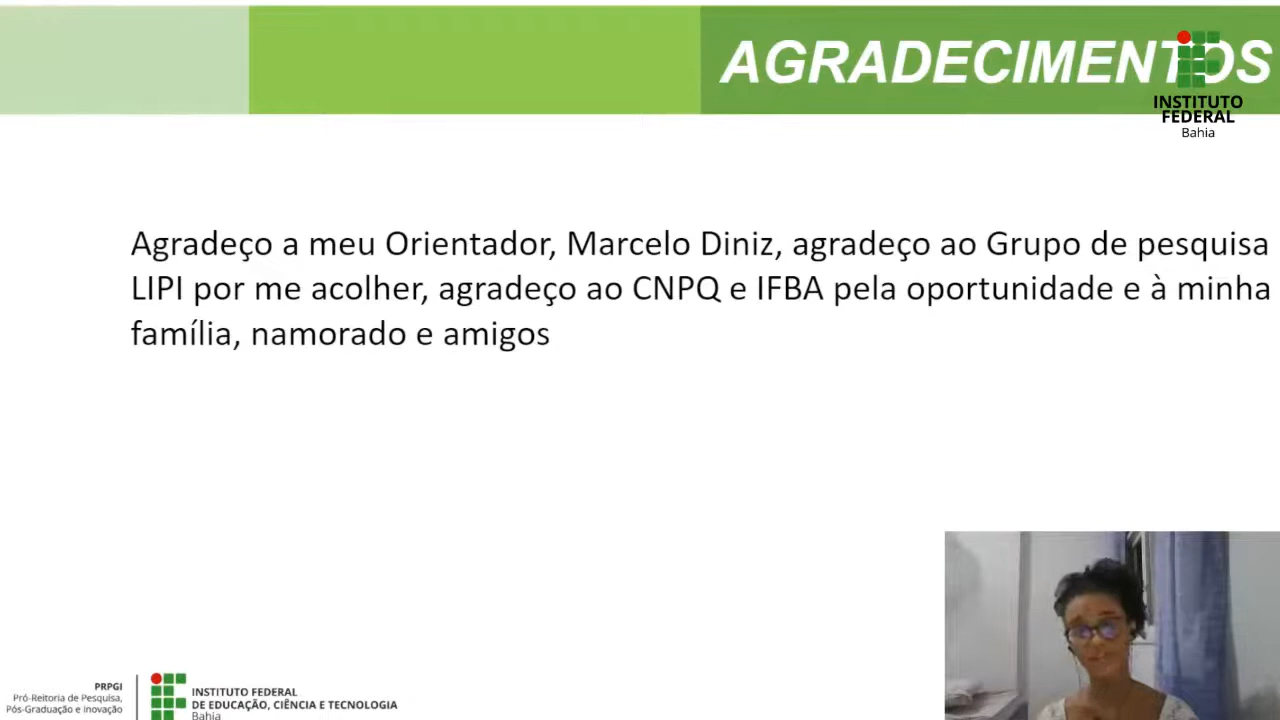 AGRADECIMENTOS
INSTITUTO
FEDERAL
Bahia
Agradeço a meu Orientador, Marcelo Diniz, agradeço ao Grupo de pesquisa
LIPI por me acolher, agradeço ao CNPQ e IFBA pela oportunidade e à minha
família, namorado e amigos
PRPGI
Pró-Reitoria de Pesquisa,
Pós-Graduação e Inovação
INSTITUTO FEDERAL
DE EDUCAÇÃO, CIÊNCIA E TECNOLOGIA
Bahia